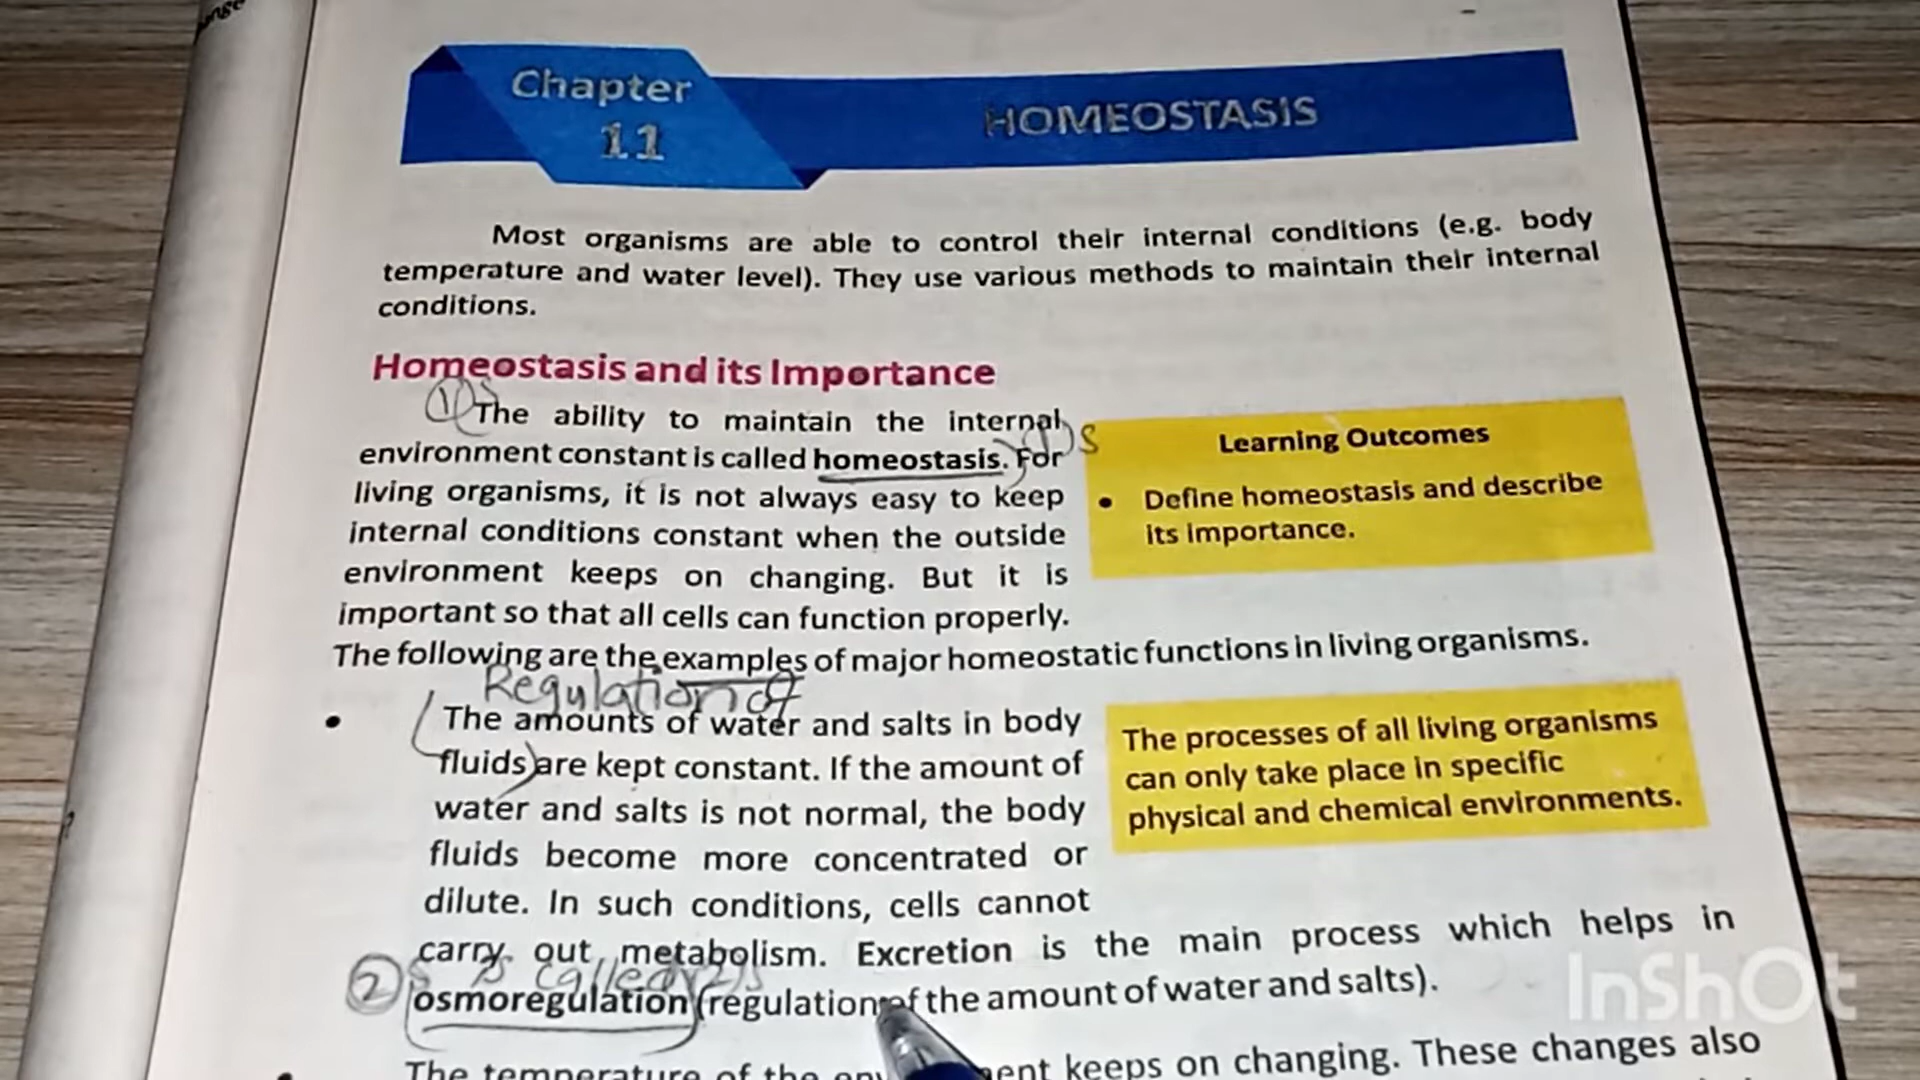 Chapter
11
HOMEOSTASIS
Most organisms are able to control their internal conditions (e.g. body
temperature and water level). They use various methods to maintain their internal
conditions.
Homeostasis and its Importance
① S
The ability to maintain the internal
environment constant is called homeostasis. For
living organisms, it is not always easy to keep
internal conditions constant when the outside
environment keeps on changing. But it is
important so that all cells can function properly.
Learning Outcomes
• Define homeostasis and describe
its importance.
The following are the examples of major homeostatic functions in living organisms.
Regulation of
• The amounts of water and salts in body
fluids are kept constant. If the amount of
water and salts is not normal, the body
fluids become more concentrated or
dilute. In such conditions, cells cannot
carry out metabolism. Excretion is the main process which helps in
The processes of all living organisms
can only take place in specific
physical and chemical environments.
② S is called
osmoregulation (regulation of the amount of water and salts).
The temperature of the keeps on changing. These changes also
InShOt